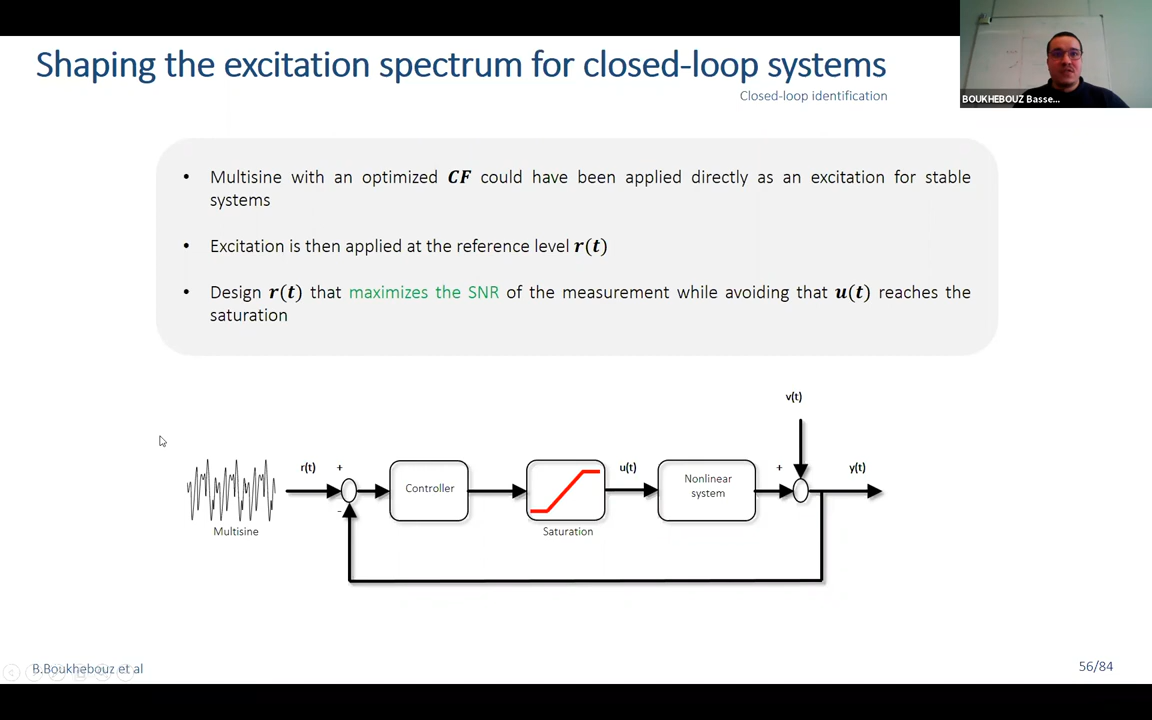 Shaping the excitation spectrum for closed-loop systems
Closed-loop identification
BOUKHEBOUZ Basse...
• Multisine with an optimized CF could have been applied directly as an excitation for stable
systems
• Excitation is then applied at the reference level r(t)
• Design r(t) that maximizes the SNR of the measurement while avoiding that u(t) reaches the
saturation
v(t)
r(t) + u(t) + y(t)
Controller
Nonlinear
system
-
Multisine
Saturation
B.Boukhebouz et al
56/84